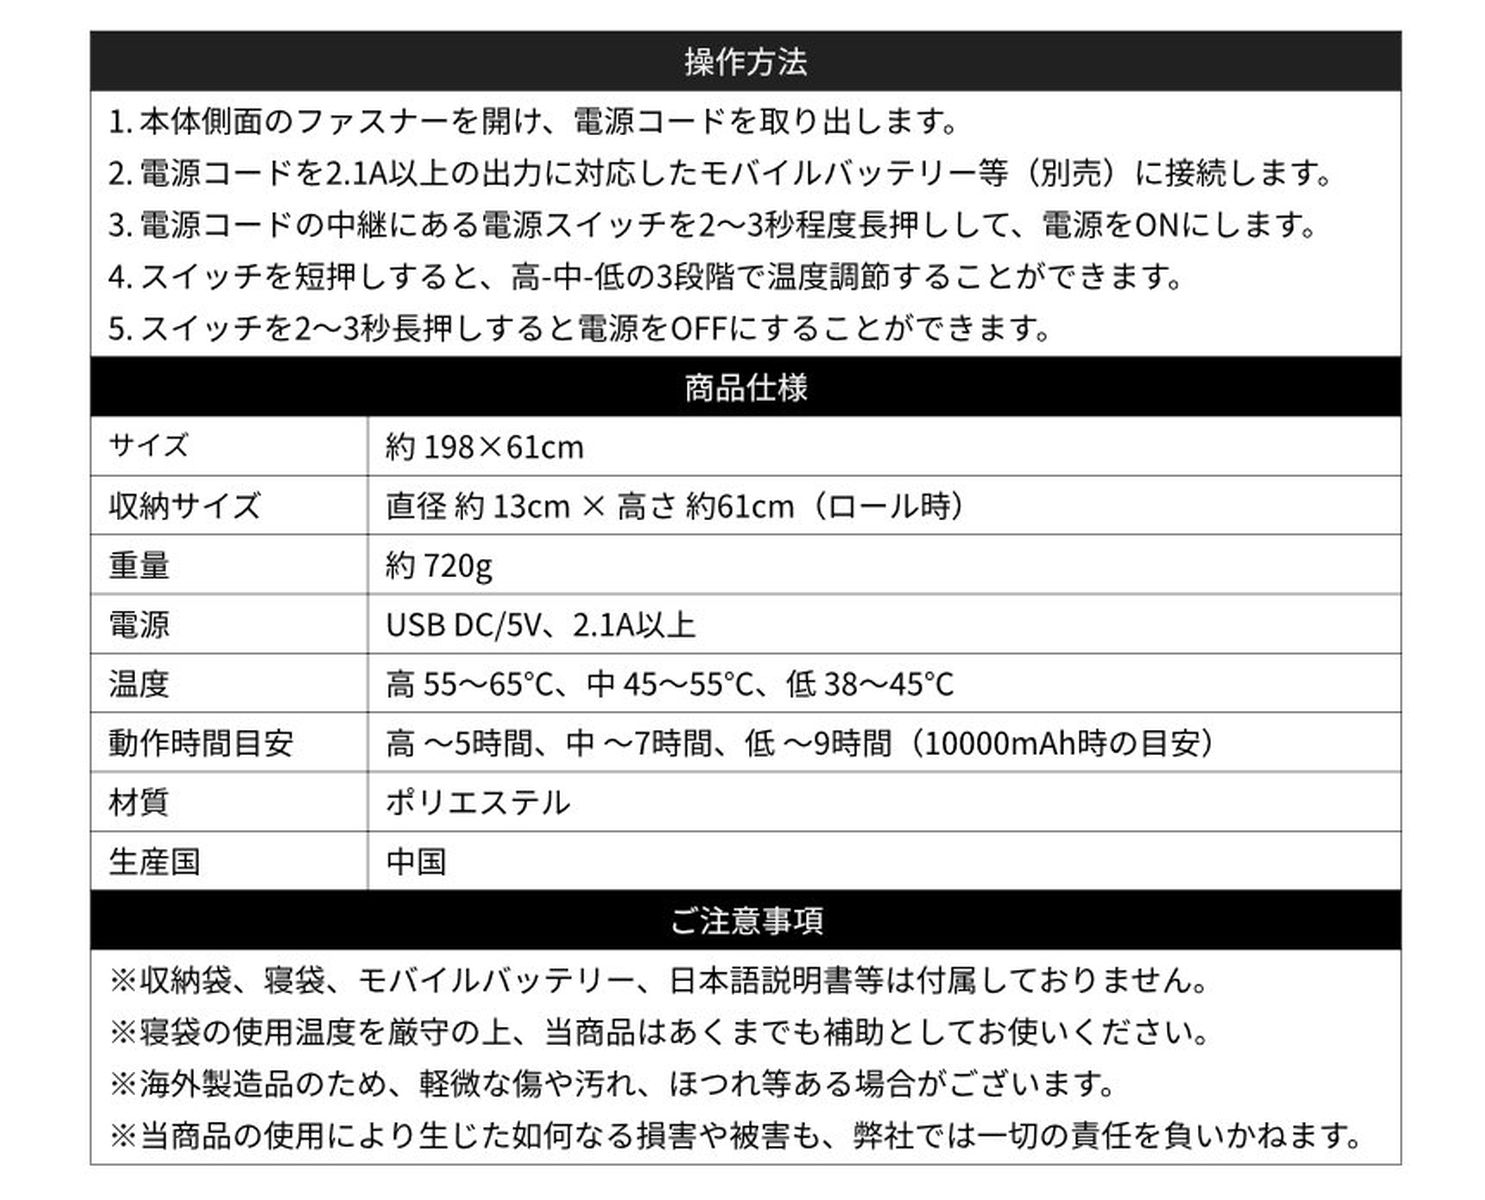 操作方法
1. 本体側面のファスナーを開け、電源コードを取り出します。
2. 電源コードを2.1A以上の出力に対応したモバイルバッテリー等（別売）に接続します。
3. 電源コードの中継にある電源スイッチを2〜3秒程度長押しして、電源をONにします。
4. スイッチを短押しすると、高-中-低の3段階で温度調節することができます。
5. スイッチを2〜3秒長押しすると電源をOFFにすることができます。
商品仕様
サイズ 約 198×61cm
収納サイズ 直径 約 13cm × 高さ 約61cm（ロール時）
重量 約 720g
電源 USB DC/5V、2.1A以上
温度 高 55〜65℃、中 45〜55℃、低 38〜45℃
動作時間目安 高 〜5時間、中 〜7時間、低 〜9時間（10000mAh時の目安）
材質 ポリエステル
生産国 中国
ご注意事項
※収納袋、寝袋、モバイルバッテリー、日本語説明書等は付属しておりません。
※寝袋の使用温度を厳守の上、当商品はあくまでも補助としてお使いください。
※海外製造品のため、軽微な傷や汚れ、ほつれ等ある場合がございます。
※当商品の使用により生じた如何なる損害や被害も、弊社では一切の責任を負いかねます。